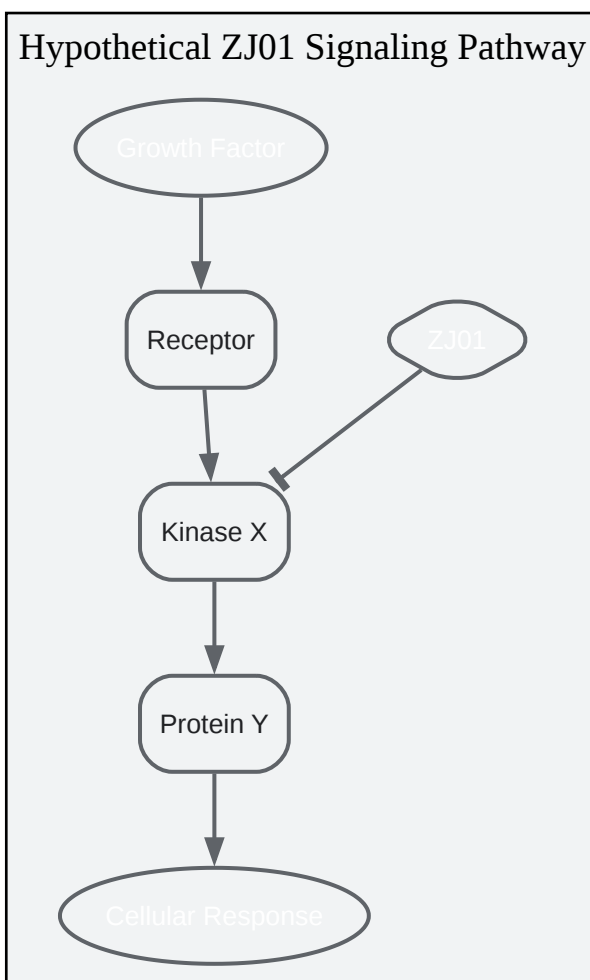 Hypothetical ZJ01 Signaling Pathway
Growth Factor
Receptor
ZJ01
Kinase X
Protein Y
Cellular Response